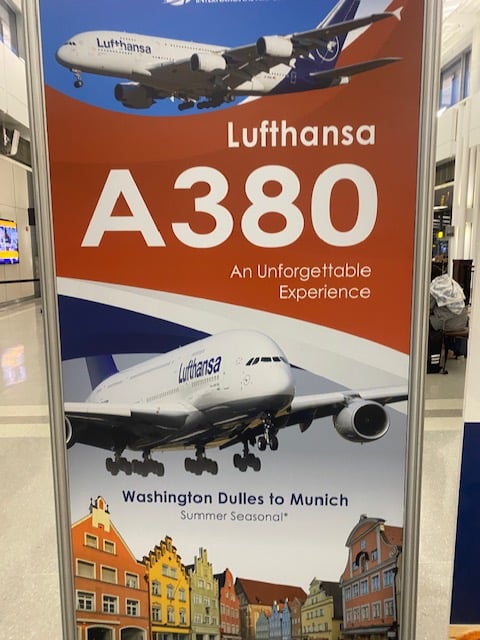 Lufthansa
Lufthansa
A380
An Unforgettable
Experience
Lufthansa
Washington Dulles to Munich
Summer Seasonal*